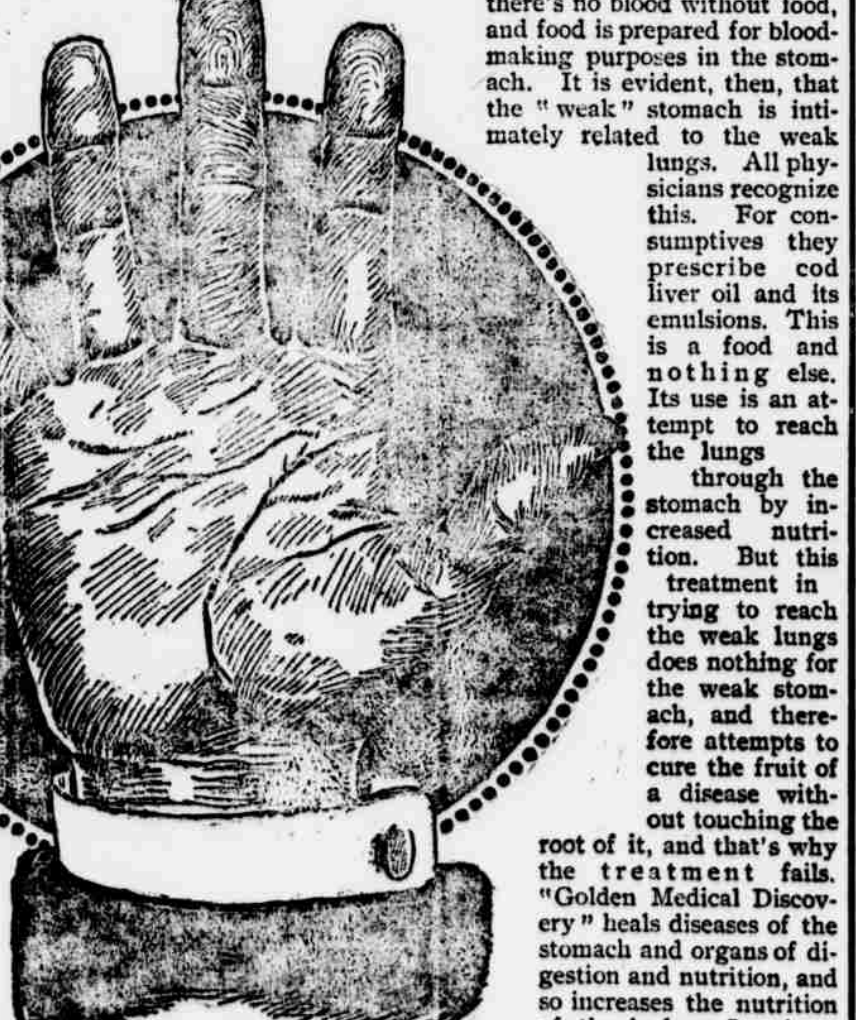 there's no blood without food,
and food is prepared for blood-
making purposes in the stom-
ach. It is evident, then, that
the "weak" stomach is inti-
mately related to the weak
lungs. All phy-
sicians recognize
this. For con-
sumptives they
prescribe cod
liver oil and its
emulsions. This
is a food and
nothing else.
Its use is an at-
tempt to reach
the lungs
through the
stomach by in-
creased nutri-
tion. But this
treatment in
trying to reach
the weak lungs
does nothing for
the weak stom-
ach, and there-
fore attempts to
cure the fruit of
a disease with-
out touching the
root of it, and that's why
the treatment fails.
"Golden Medical Discov-
ery" heals diseases of the
stomach and organs of di-
gestion and nutrition, and
so increases the nutrition